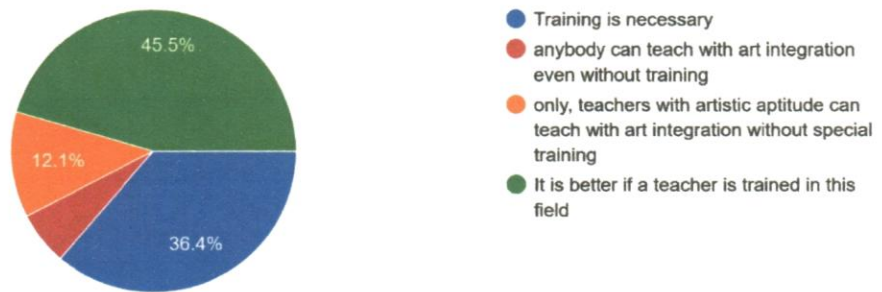 45.5%
12.1%
36.4%
Training is necessary
anybody can teach with art integration
even without training
only, teachers with artistic aptitude can
teach with art integration without special
training
It is better if a teacher is trained in this
field